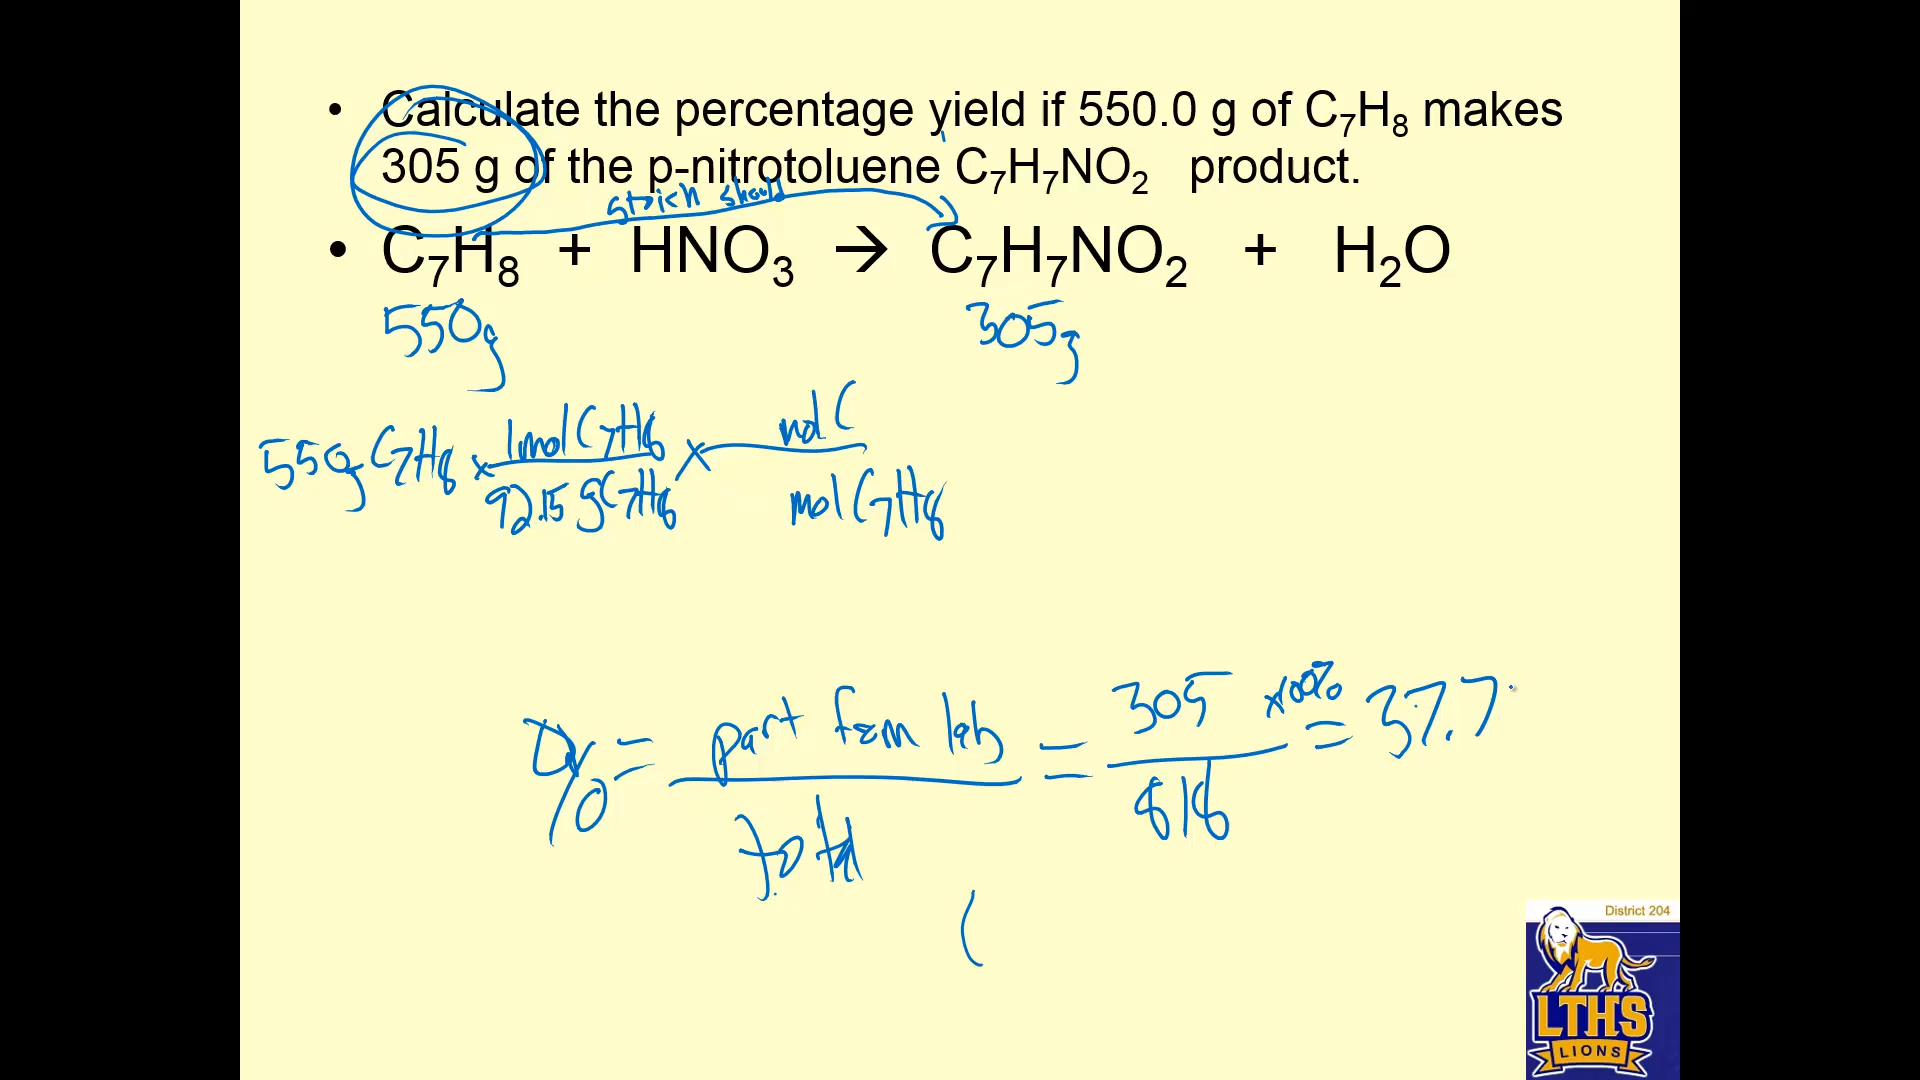 • Calculate the percentage yield if 550.0 g of C₇H₈ makes
305 g of the p-nitrotoluene C₇H₇NO₂ product.
stoich should
• C₇H₈ + HNO₃ → C₇H₇NO₂ + H₂O
550g 305g
1mol C₇H₈ mol C
550g C₇H₈ × ×
92.15 g C₇H₈ mol C₇H₈
part from lab 305 ×100%
% = = = 37.7
total 818
(
District 204
LTHS
LIONS